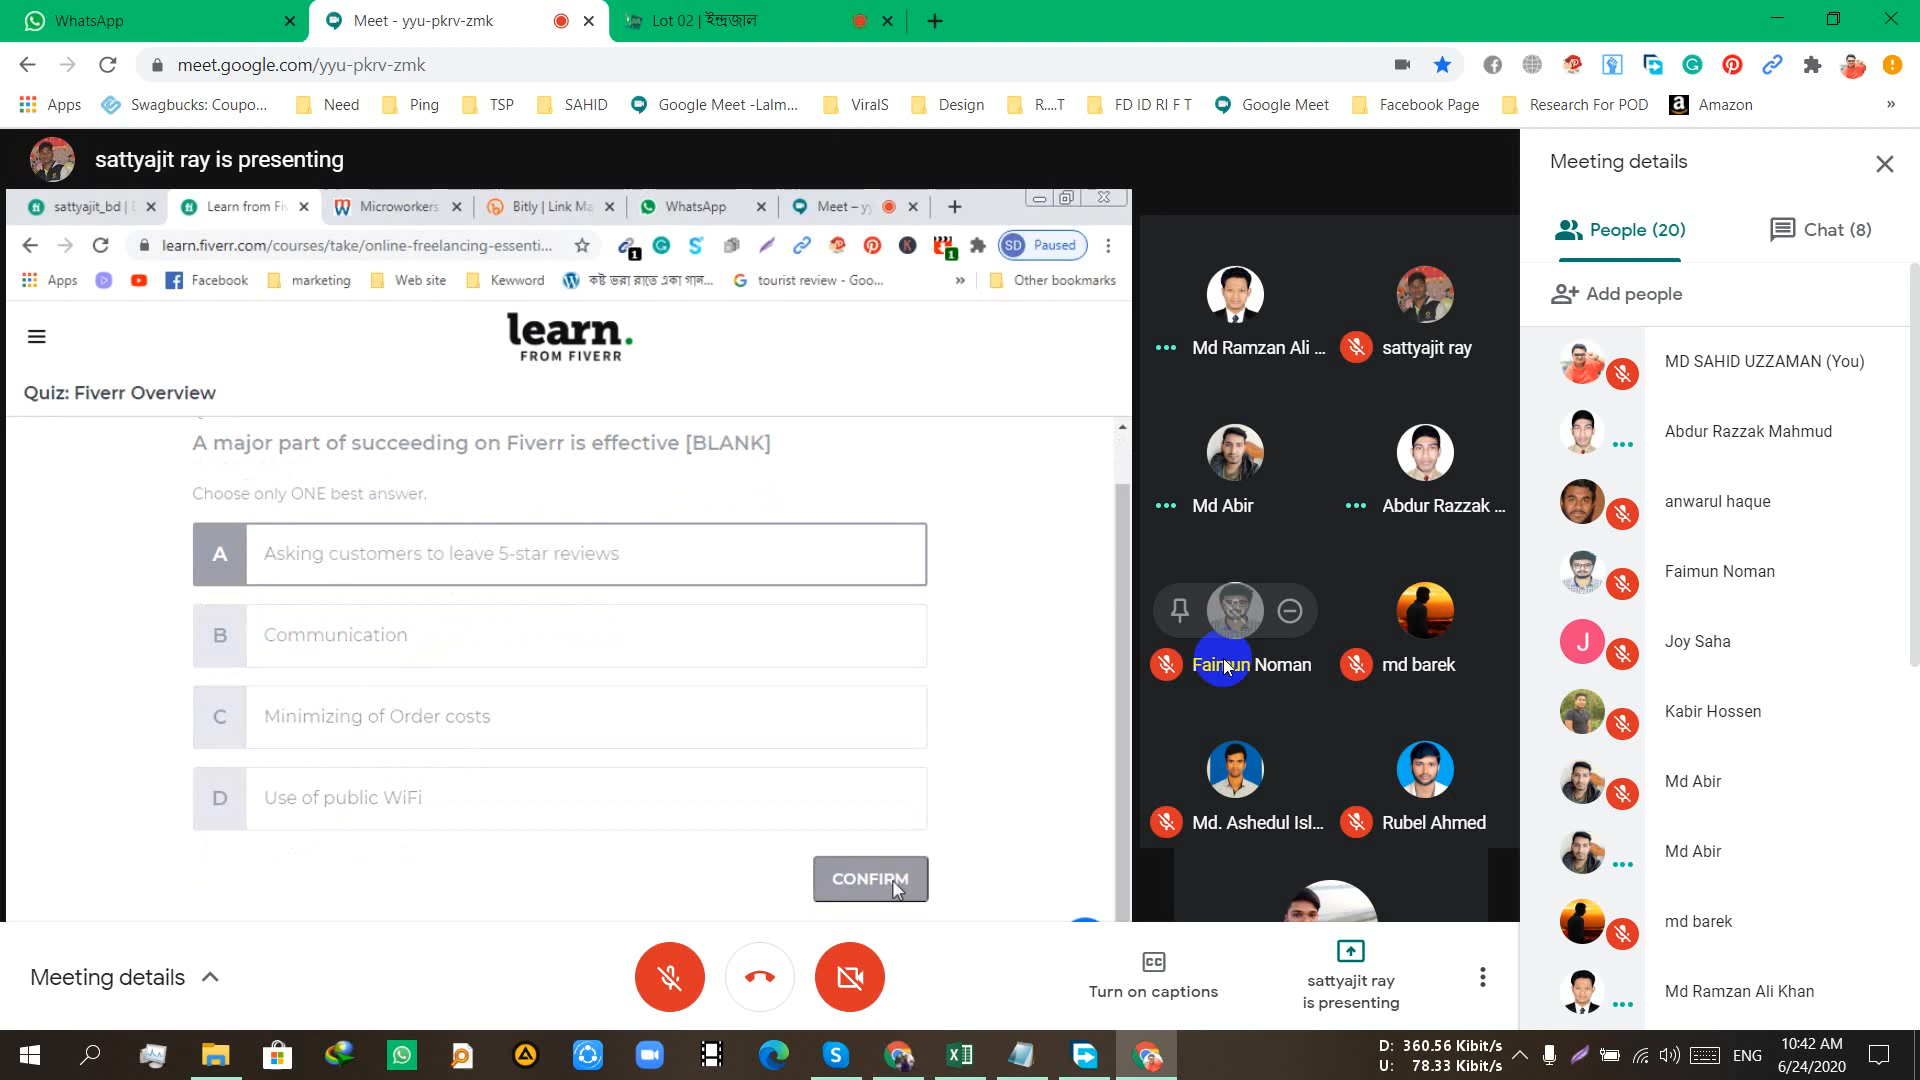 WhatsApp
Meet - yyu-pkrv-zmk
Lot 02 | ইন্দ্রজাল
meet.google.com/yyu-pkrv-zmk
Apps
Swagbucks: Coupo...
Need
Ping
TSP
SAHID
Google Meet -Lalm...
ViralS
Design
R....T
FD ID RI F T
Google Meet
Facebook Page
Research For POD
Amazon
»
sattyajit ray is presenting
sattyajit_bd |
Learn from Fi
Microworkers
Bitly | Link Ma
WhatsApp
Meet – yy
learn.fiverr.com/courses/take/online-freelancing-essenti...
SD Paused
Apps
Facebook
marketing
Web site
Kewword
কষ্ট ভরা রাতে একা গান...
tourist review - Goo...
»
Other bookmarks
learn.
FROM FIVERR
Quiz: Fiverr Overview
A major part of succeeding on Fiverr is effective [BLANK]
Choose only ONE best answer.
A Asking customers to leave 5-star reviews
B Communication
C Minimizing of Order costs
D Use of public WiFi
CONFIRM
Md Ramzan Ali ...
sattyajit ray
Md Abir
Abdur Razzak ...
Faimun Noman
md barek
Md. Ashedul Isl...
Rubel Ahmed
Meeting details
People (20)
Chat (8)
Add people
MD SAHID UZZAMAN (You)
Abdur Razzak Mahmud
anwarul haque
Faimun Noman
J Joy Saha
Kabir Hossen
Md Abir
Md Abir
md barek
Md Ramzan Ali Khan
Meeting details
Turn on captions
sattyajit ray
is presenting
D: 360.56 Kibit/s
U: 78.33 Kibit/s
ENG
10:42 AM
6/24/2020